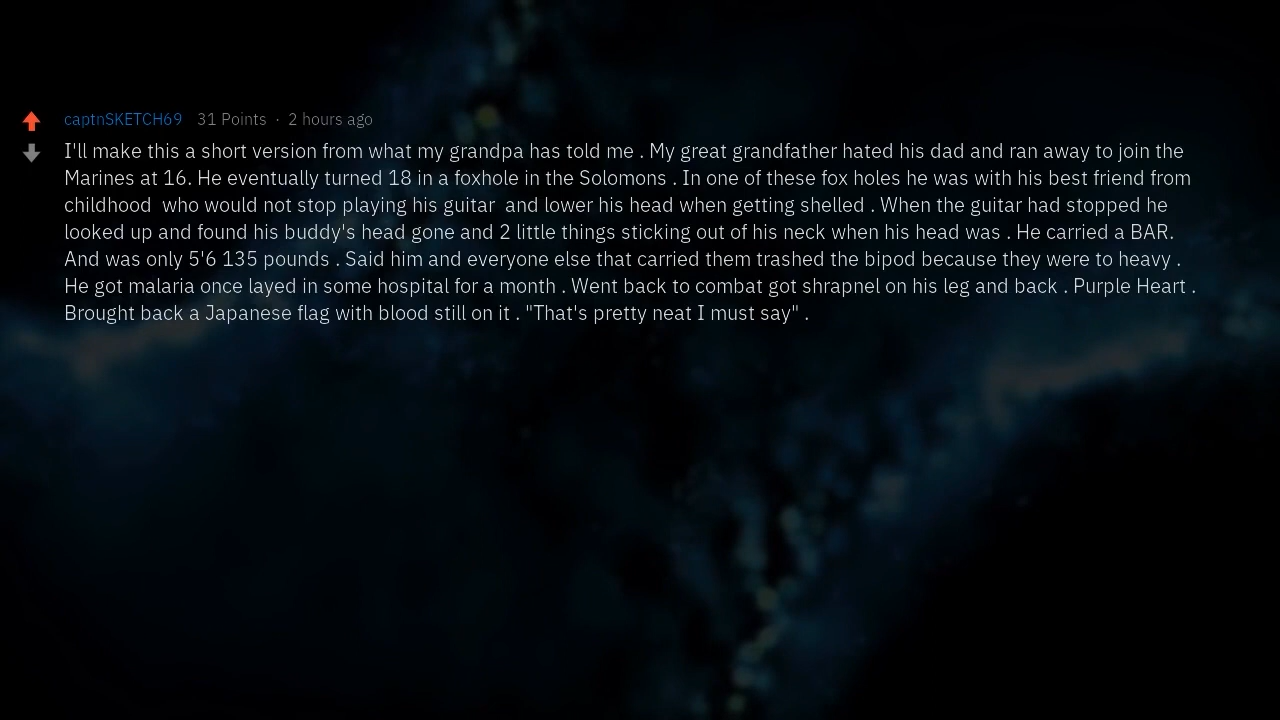 captnSKETCH69 31 Points · 2 hours ago
I'll make this a short version from what my grandpa has told me . My great grandfather hated his dad and ran away to join the
Marines at 16. He eventually turned 18 in a foxhole in the Solomons . In one of these fox holes he was with his best friend from
childhood  who would not stop playing his guitar  and lower his head when getting shelled . When the guitar had stopped he
looked up and found his buddy's head gone and 2 little things sticking out of his neck when his head was . He carried a BAR.
And was only 5'6 135 pounds . Said him and everyone else that carried them trashed the bipod because they were to heavy .
He got malaria once layed in some hospital for a month . Went back to combat got shrapnel on his leg and back . Purple Heart .
Brought back a Japanese flag with blood still on it . "That's pretty neat I must say" .